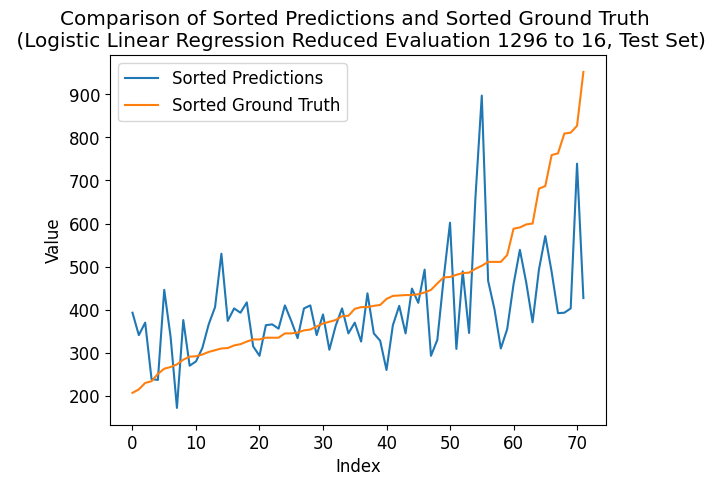 Comparison of Sorted Predictions and Sorted Ground Truth
(Logistic Linear Regression Reduced Evaluation 1296 to 16, Test Set)
Sorted Predictions
Sorted Ground Truth
900
800
700
600
500
400
300
200
Value
0 10 20 30 40 50 60 70
Index